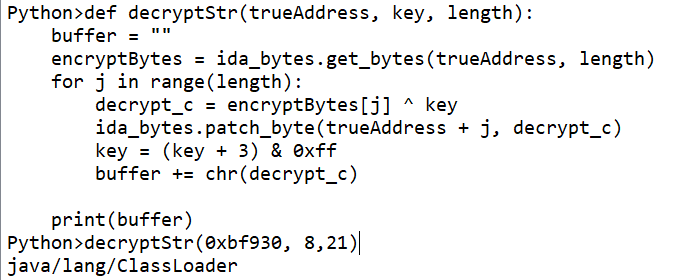 Python>def decryptStr(trueAddress, key, length):
    buffer = ""
    encryptBytes = ida_bytes.get_bytes(trueAddress, length)
    for j in range(length):
        decrypt_c = encryptBytes[j] ^ key
        ida_bytes.patch_byte(trueAddress + j, decrypt_c)
        key = (key + 3) & 0xff
        buffer += chr(decrypt_c)

    print(buffer)
Python>decryptStr(0xbf930, 8,21)
java/lang/ClassLoader